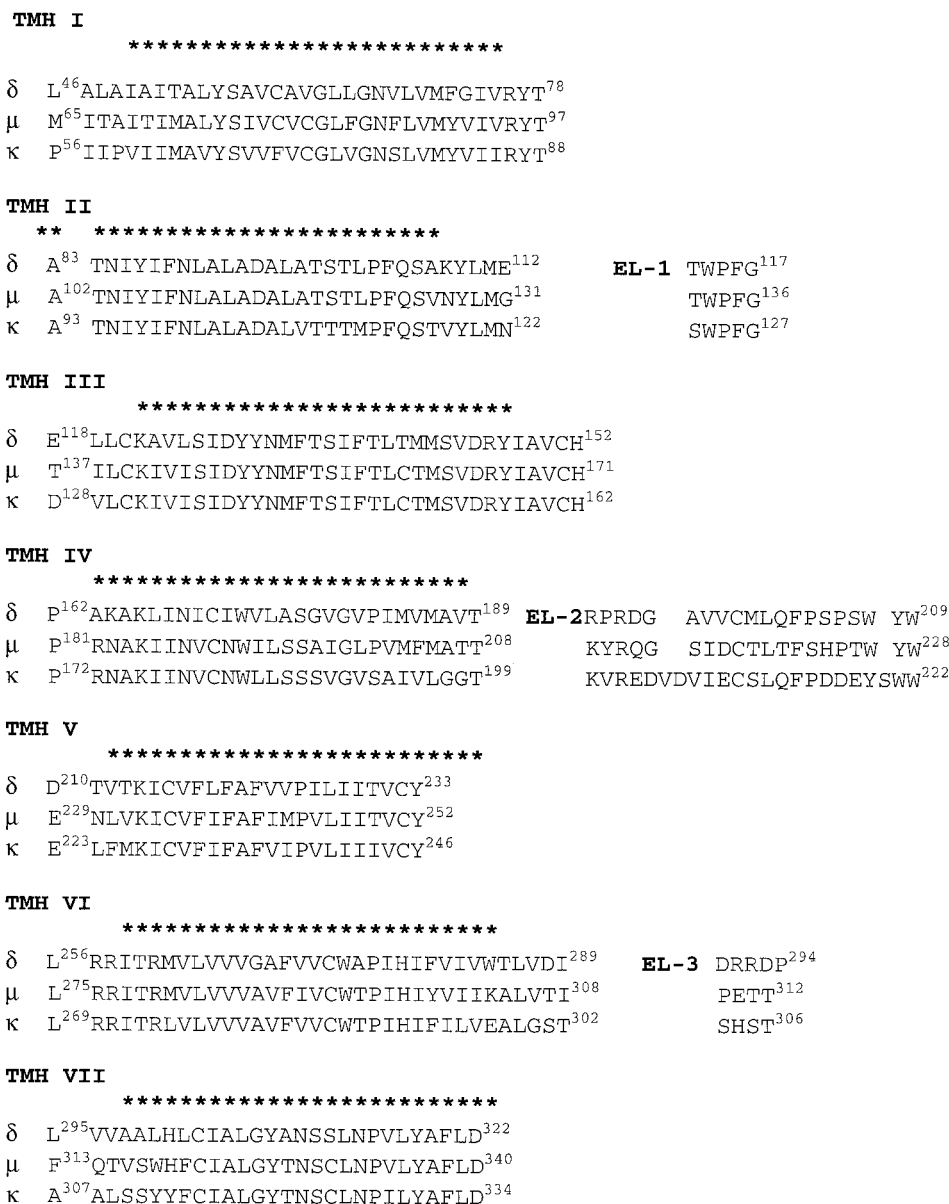 TMH I
**************************
δ L⁴⁶ALAIAITALYSAVCAVGLLGNVLVMFGIVRYT⁷⁸
μ M⁶⁵ITAITIMALYSIVCVCGLFGNFLVMYVIVRYT⁹⁷
κ P⁵⁶IIPVIIMAVYSVVFVCGLVGNSLVMYVIIRYT⁸⁸
TMH II
** ************************
δ A⁸³ TNIYIFNLALADALATSTLPFQSAKYLME¹¹² EL-1 TWPFG¹¹⁷
μ A¹⁰²TNIYIFNLALADALATSTLPFQSVNYLMG¹³¹ TWPFG¹³⁶
κ A⁹³ TNIYIFNLALADALVTTTMPFQSTVYLMN¹²² SWPFG¹²⁷
TMH III
**************************
δ E¹¹⁸LLCKAVLSIDYYNMFTSIFTLTMMSVDRYIAVCH¹⁵²
μ T¹³⁷ILCKIVISIDYYNMFTSIFTLCTMSVDRYIAVCH¹⁷¹
κ D¹²⁸VLCKIVISIDYYNMFTSIFTLCTMSVDRYIAVCH¹⁶²
TMH IV
**************************
δ P¹⁶²AKAKLINICIWVLASGVGVPIMVMAVT¹⁸⁹ EL-2RPRDG AVVCMLQFPSPSW YW²⁰⁹
μ P¹⁸¹RNAKIINVCNWILSSAIGLPVMFMATT²⁰⁸ KYRQG SIDCTLTFSHPTW YW²²⁸
κ P¹⁷²RNAKIINVCNWLLSSSVGVSAIVLGGT¹⁹⁹ KVREDVDVIECSLQFPDDEYSWW²²²
TMH V
**************************
δ D²¹⁰TVTKICVFLFAFVVPILIITVCY²³³
μ E²²⁹NLVKICVFIFAFIMPVLIITVCY²⁵²
κ E²²³LFMKICVFIFAFVIPVLIIIVCY²⁴⁶
TMH VI
**************************
δ L²⁵⁶RRITRMVLVVVGAFVVCWAPIHIFVIVWTLVDI²⁸⁹ EL-3 DRRDP²⁹⁴
μ L²⁷⁵RRITRMVLVVVAVFIVCWTPIHIYVIIKALVTI³⁰⁸ PETT³¹²
κ L²⁶⁹RRITRLVLVVVAVFVVCWTPIHIFILVEALGST³⁰² SHST³⁰⁶
TMH VII
**************************
δ L²⁹⁵VVAALHLCIALGYANSSLNPVLYAFLD³²²
μ F³¹³QTVSWHFCIALGYTNSCLNPVLYAFLD³⁴⁰
κ A³⁰⁷ALSSYYFCIALGYTNSCLNPILYAFLD³³⁴